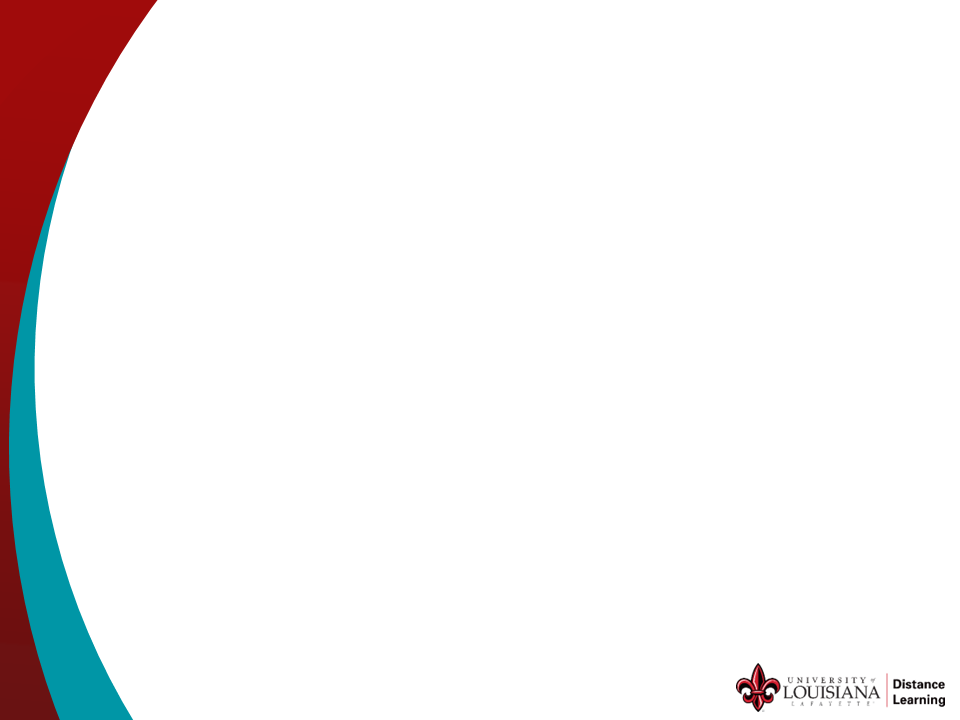 UNIVERSITY of
LOUISIANA
LAFAYETTE
Distance
Learning